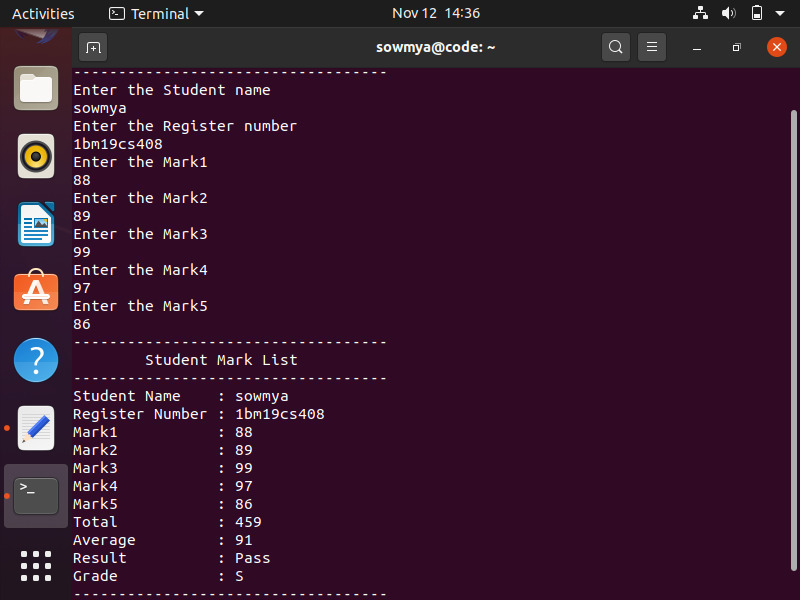 Activities Terminal Nov 12 14:36
sowmya@code: ~
-----------------------------------
Enter the Student name
sowmya
Enter the Register number
1bm19cs408
Enter the Mark1
88
Enter the Mark2
89
Enter the Mark3
99
Enter the Mark4
97
Enter the Mark5
86
-----------------------------------
Student Mark List
-----------------------------------
Student Name : sowmya
Register Number : 1bm19cs408
Mark1 : 88
Mark2 : 89
Mark3 : 99
Mark4 : 97
Mark5 : 86
Total : 459
Average : 91
Result : Pass
Grade : S
-----------------------------------